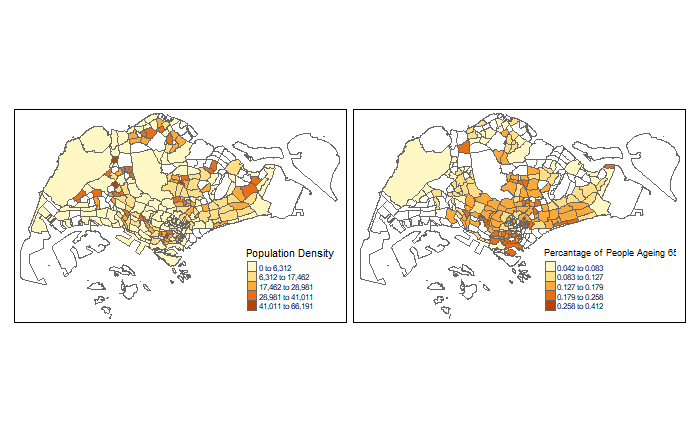 Population Density
0 to 6,312
6,312 to 17,462
17,462 to 28,981
28,981 to 41,011
41,011 to 66,191
Percantage of People Ageing 65
0.042 to 0.083
0.083 to 0.127
0.127 to 0.179
0.179 to 0.258
0.258 to 0.412